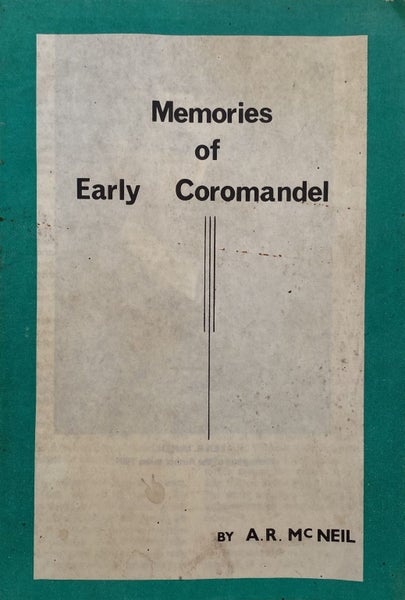 Memories
of
Early Coromandel
BY A.R. McNEIL